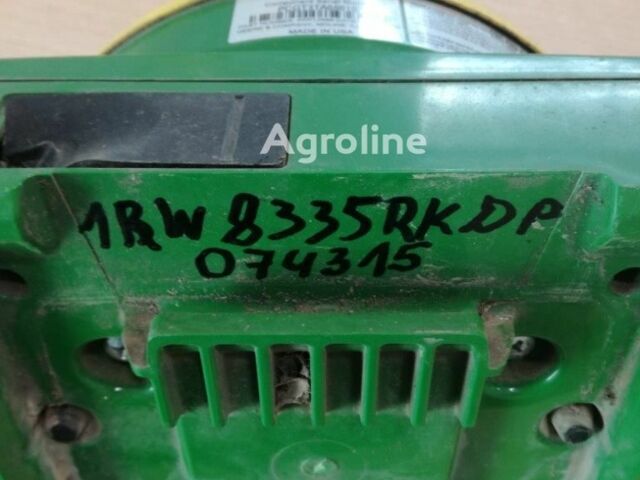 MADE IN USA
Agroline
1RW8335RKDP
074315